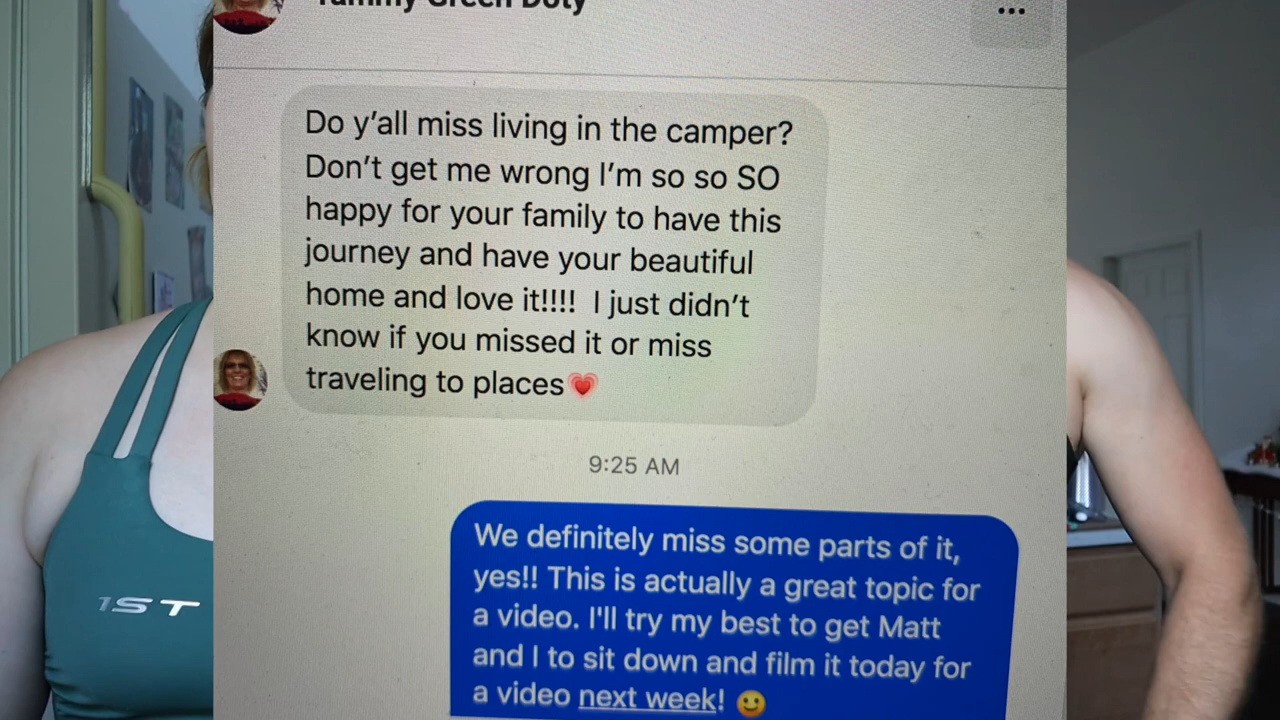 Tammy Green Doty
Do y'all miss living in the camper?
Don't get me wrong I'm so so SO
happy for your family to have this
journey and have your beautiful
home and love it!!!! I just didn't
know if you missed it or miss
traveling to places❤️
9:25 AM
We definitely miss some parts of it,
yes!! This is actually a great topic for
a video. I'll try my best to get Matt
and I to sit down and film it today for
a video next week! 🙂
1ST